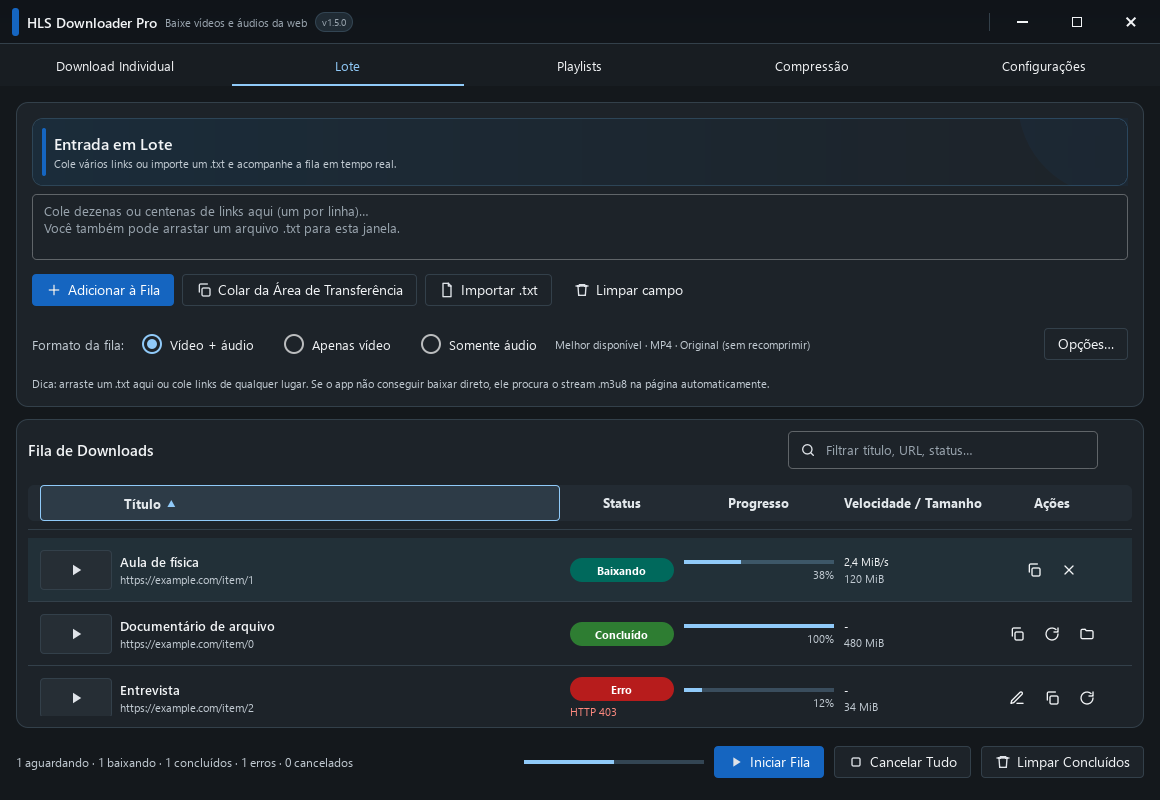 HLS Downloader Pro Baixe vídeos e áudios da web v1.5.0
Download Individual Lote Playlists Compressão Configurações
Entrada em Lote
Cole vários links ou importe um .txt e acompanhe a fila em tempo real.
Cole dezenas ou centenas de links aqui (um por linha)...
Você também pode arrastar um arquivo .txt para esta janela.
Adicionar à Fila Colar da Área de Transferência Importar .txt Limpar campo
Formato da fila: Vídeo + áudio Apenas vídeo Somente áudio Melhor disponível · MP4 · Original (sem recomprimir) Opções...
Dica: arraste um .txt aqui ou cole links de qualquer lugar. Se o app não conseguir baixar direto, ele procura o stream .m3u8 na página automaticamente.
Fila de Downloads Filtrar título, URL, status...
Título Status Progresso Velocidade / Tamanho Ações
Aula de física
https://example.com/item/1
Baixando
38%
2,4 MiB/s
120 MiB
Documentário de arquivo
https://example.com/item/0
Concluído
100%
-
480 MiB
Entrevista
https://example.com/item/2
Erro
HTTP 403
12%
-
34 MiB
1 aguardando · 1 baixando · 1 concluídos · 1 erros · 0 cancelados Iniciar Fila Cancelar Tudo Limpar Concluídos